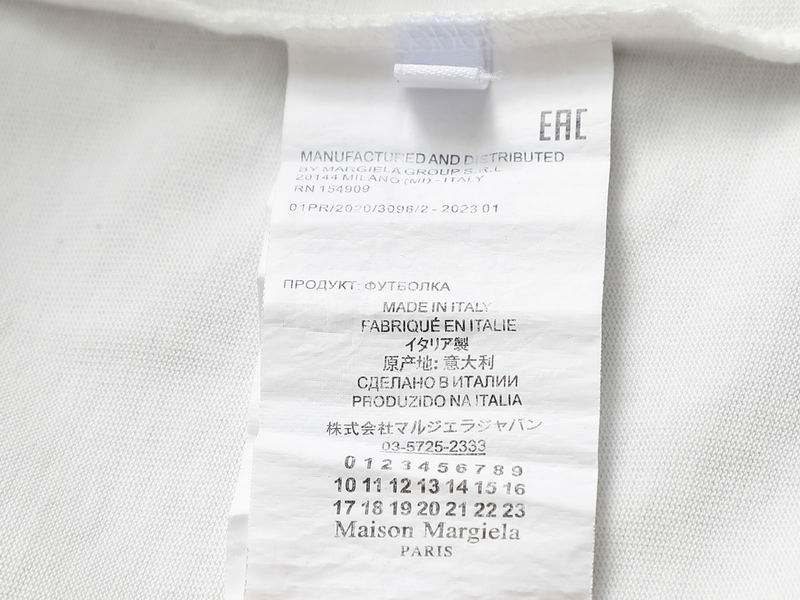 EAC
MANUFACTURED AND DISTRIBUTED
BY MARGIELA GROUP S.R.L
20144 MILANO (MI) - ITALY
RN 154909
01PR/2020/3096/2 - 2023 01
ПРОДУКТ: ФУТБОЛКА
MADE IN ITALY
FABRIQUÉ EN ITALIE
イタリア製
原产地: 意大利
СДЕЛАНО В ИТАЛИИ
PRODUZIDO NA ITALIA
株式会社マルジェラジャパン
03-5725-2333
0 1 2 3 4 5 6 7 8 9
10 11 12 13 14 15 16
17 18 19 20 21 22 23
Maison Margiela
PARIS